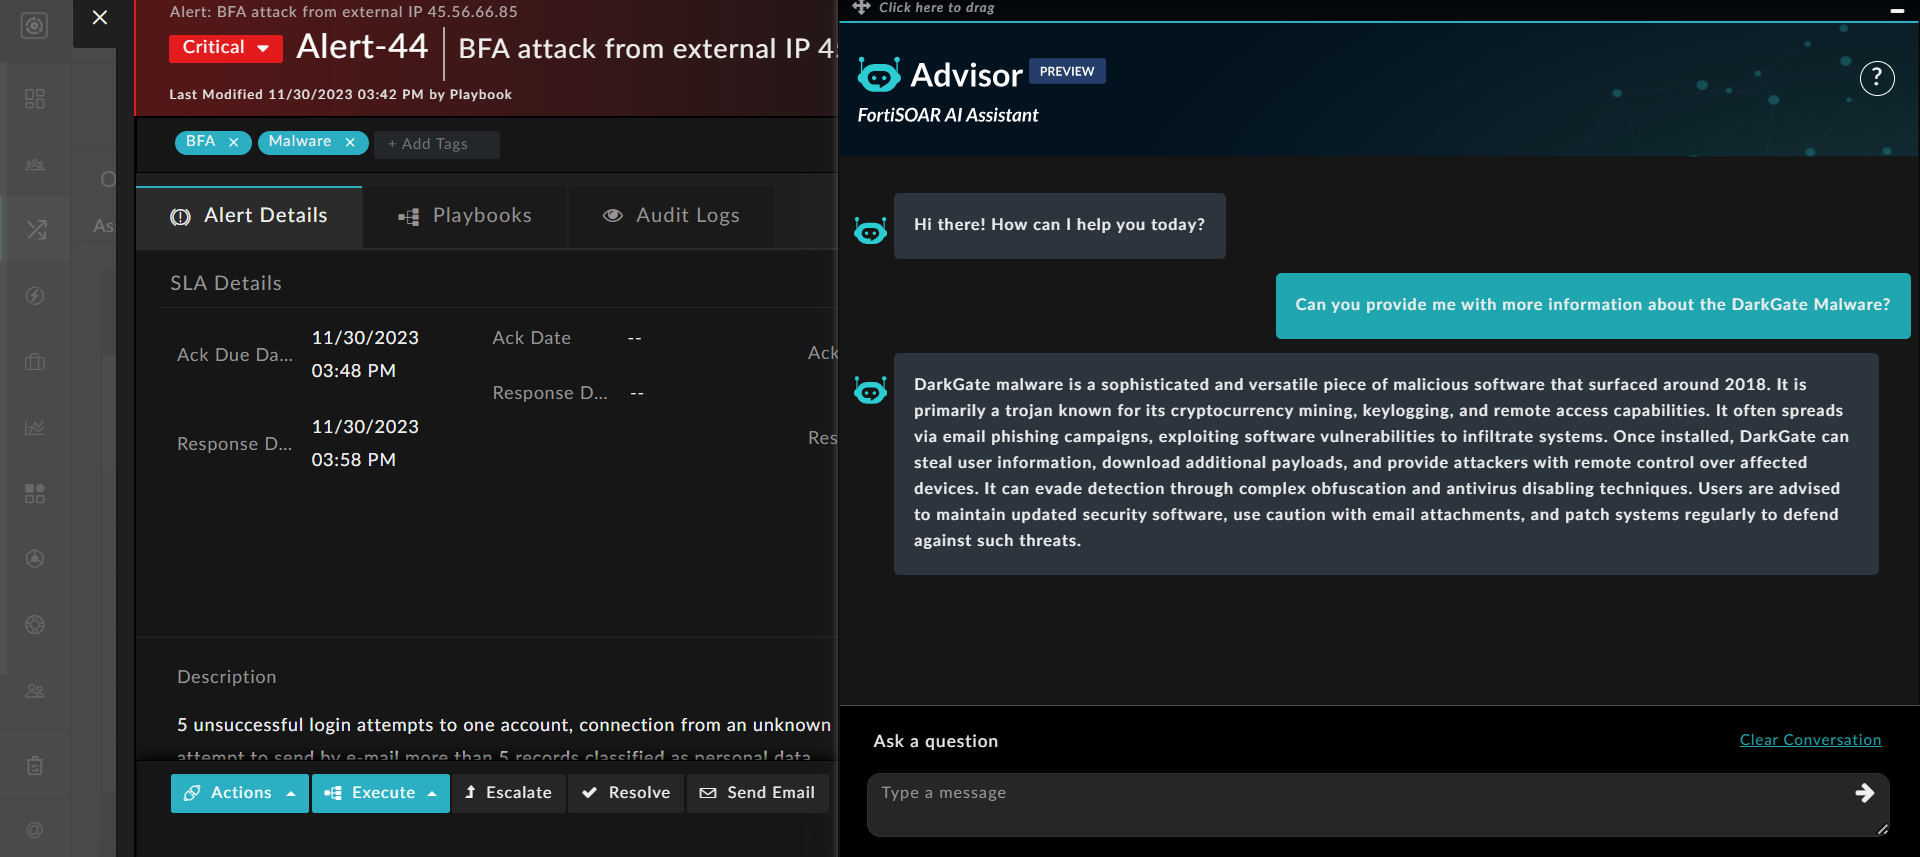 Alert: BFA attack from external IP 45.56.66.85
Critical
Alert-44
BFA attack from external IP 4
Last Modified 11/30/2023 03:42 PM by Playbook
BFA
Malware
+ Add Tags
Alert Details
Playbooks
Audit Logs
SLA Details
Ack Due Da...
11/30/2023
03:48 PM
Ack Date
--
Ack
Response D...
--
Response D...
11/30/2023
03:58 PM
Res
Description
5 unsuccessful login attempts to one account, connection from an unknown
attempt to send by e-mail more than 5 records classified as personal data
Actions
Execute
Escalate
Resolve
Send Email
O
As
Click here to drag
Advisor
PREVIEW
FortiSOAR AI Assistant
?
Hi there! How can I help you today?
Can you provide me with more information about the DarkGate Malware?
DarkGate malware is a sophisticated and versatile piece of malicious software that surfaced around 2018. It is
primarily a trojan known for its cryptocurrency mining, keylogging, and remote access capabilities. It often spreads
via email phishing campaigns, exploiting software vulnerabilities to infiltrate systems. Once installed, DarkGate can
steal user information, download additional payloads, and provide attackers with remote control over affected
devices. It can evade detection through complex obfuscation and antivirus disabling techniques. Users are advised
to maintain updated security software, use caution with email attachments, and patch systems regularly to defend
against such threats.
Ask a question
Clear Conversation
Type a message